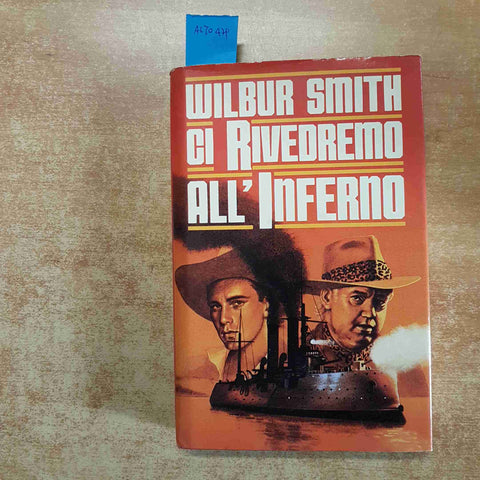 WILBUR SMITH
CI RIVEDREMO
ALL'INFERNO